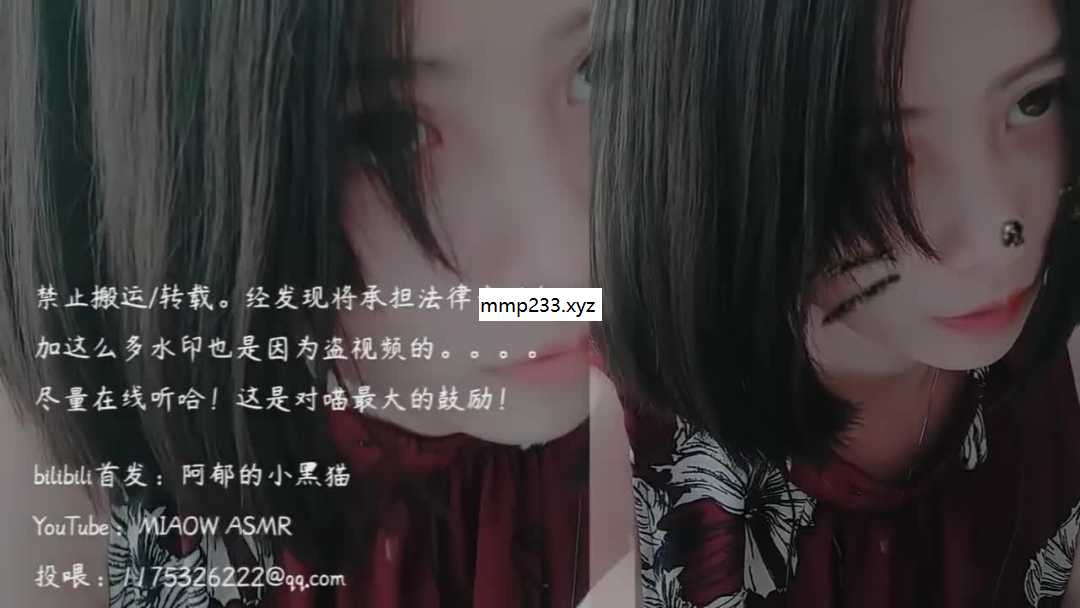 禁止搬运/转载。经发现将承担法律
mmp233.xyz
加这么多水印也是因为盗视频的。。。。
尽量在线听哈！这是对喵最大的鼓励！
bilibili首发：阿郁的小黑猫
YouTube：MIAOW ASMR
投喂：1175326222@qq.com